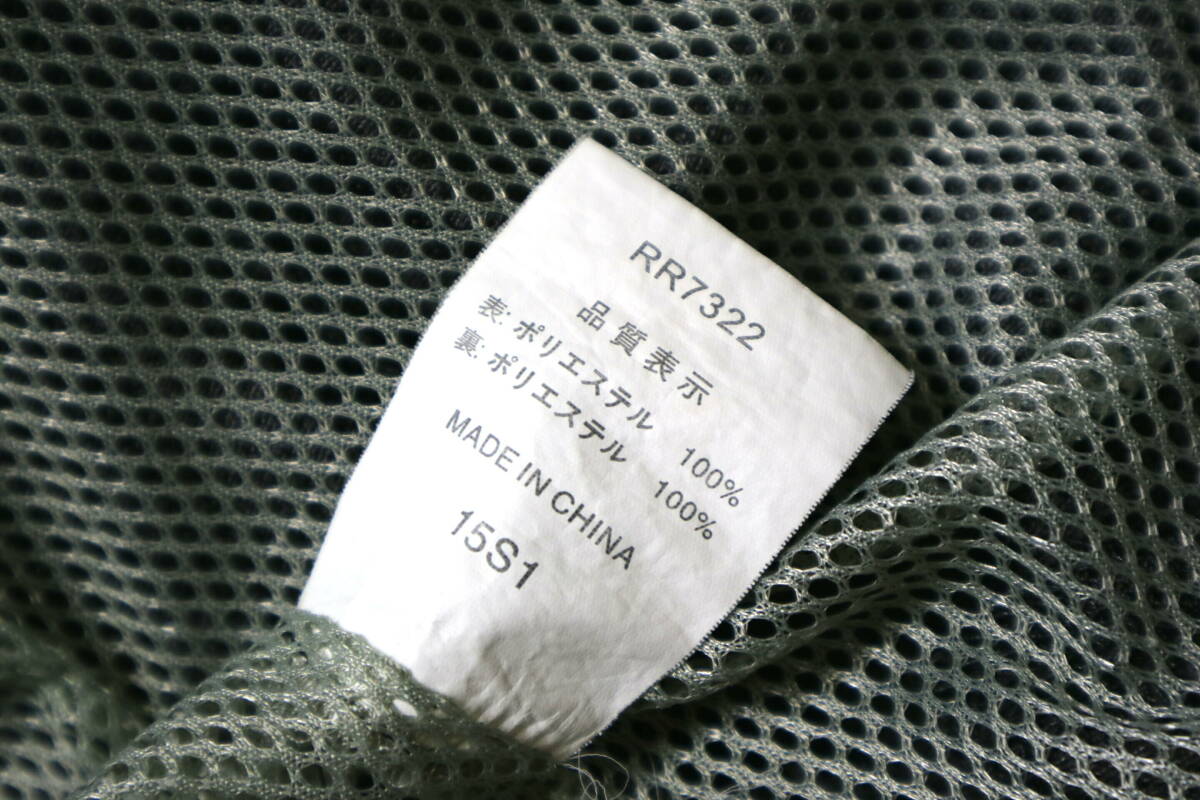 RR7322
品質表示
表:ポリエステル 100%
裏:ポリエステル 100%
MADE IN CHINA
15S1